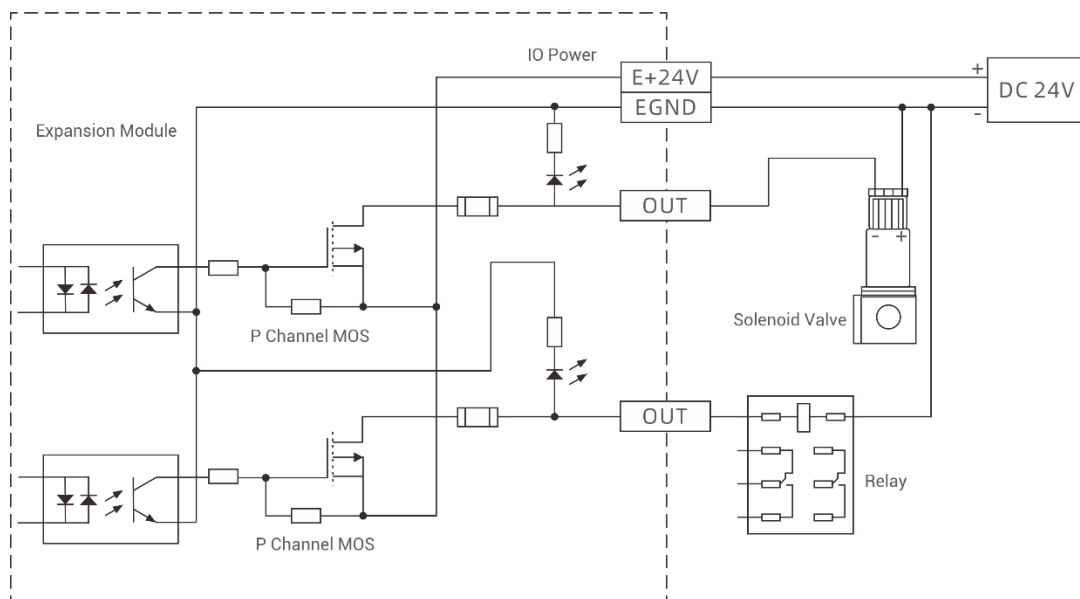 IO Power
E+24V
+
DC 24V
EGND
-
Expansion Module
OUT
- +
P Channel MOS
Solenoid Valve
OUT
Relay
P Channel MOS